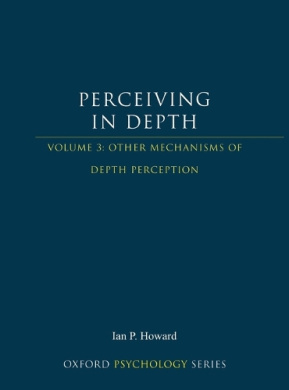 PERCEIVING
IN DEPTH
VOLUME 3: OTHER MECHANISMS OF
DEPTH PERCEPTION
Ian P. Howard
OXFORD PSYCHOLOGY SERIES